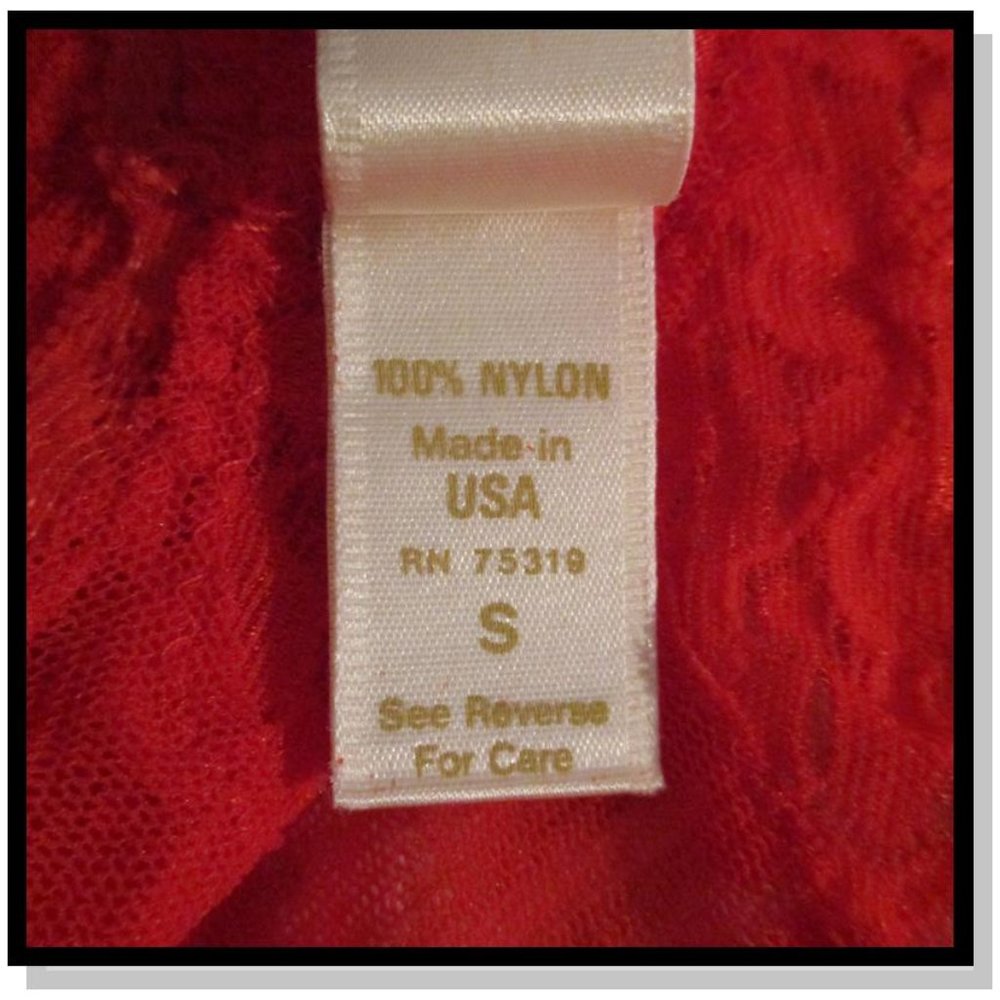 100% NYLON
Made in
USA
RN 75319
S
See Reverse
For Care